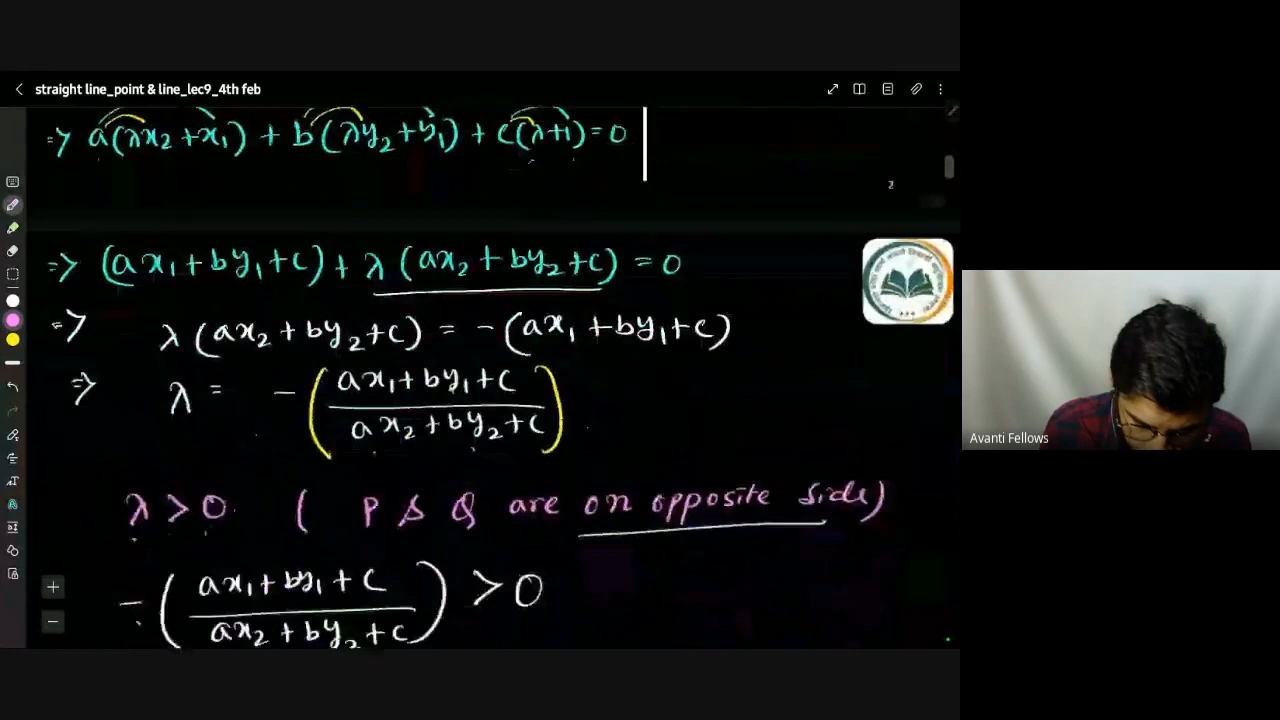 straight line_point & line_lec9_4th feb
=> a(λx₂+x₁) + b(λy₂+y₁) + c(λ+1)=0
2
=> (ax₁+by₁+c)+ λ (ax₂+by₂+c) = 0
=> λ(ax₂+by₂+c) = -(ax₁+by₁+c)
=> λ = -(ax₁+by₁+c / ax₂+by₂+c)
λ>0 ( P & Q are on opposite side)
-(ax₁+by₁+c / ax₂+by₂+c) >0
Avanti Fellows